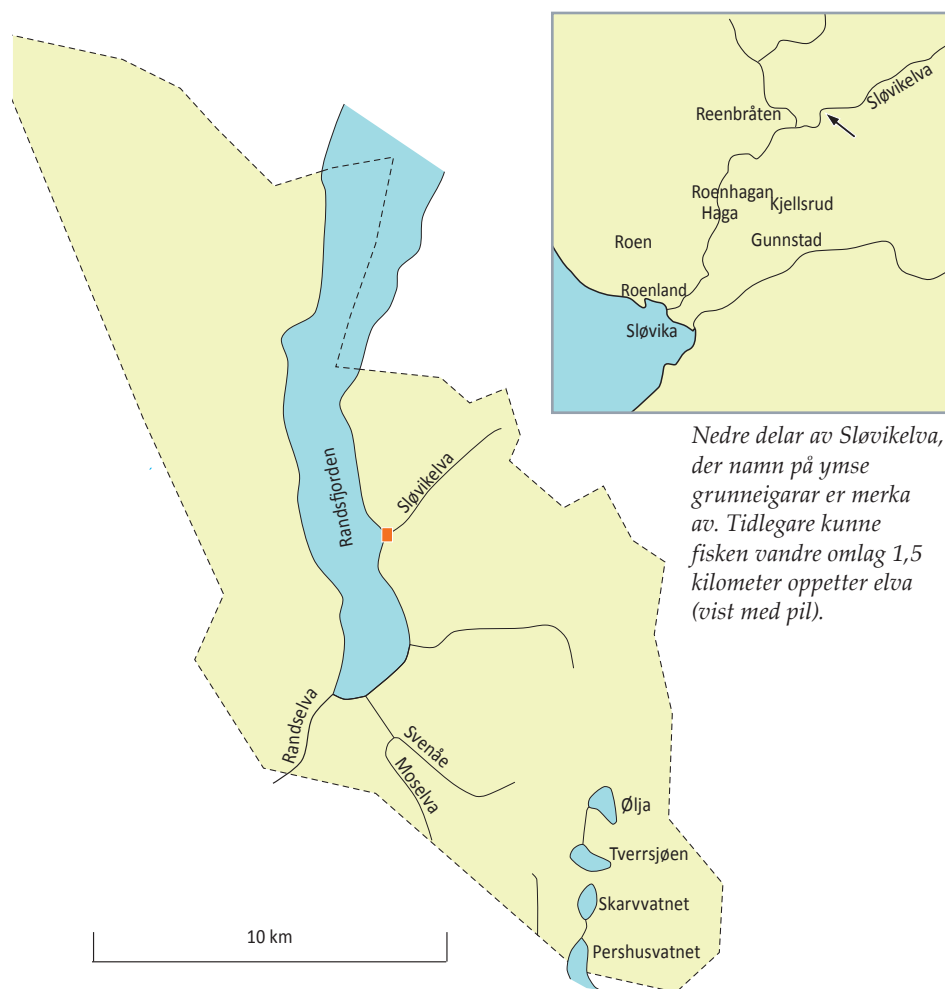 Sløvikelva
Reenbråten
Roenhagan
Kjellsrud
Haga
Gunnstad
Roen
Roenland
Sløvika
Nedre delar av Sløvikelva,
der namn på ymse
grunneigarar er merka
av. Tidlegare kunne
fisken vandre omlag 1,5
kilometer oppetter elva
(vist med pil).
Sløvikelva
Randsfjorden
Randselva
Svenåe
Moselva
Ølja
Tverrsjøen
Skarvvatnet
Pershusvatnet
10 km